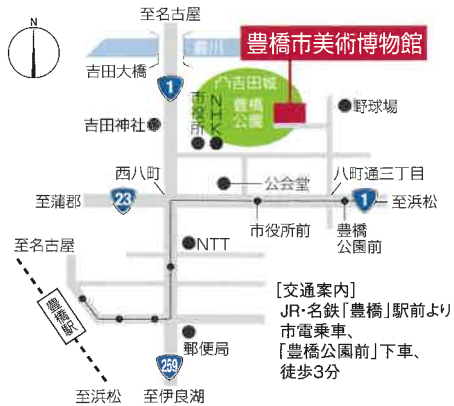 至名古屋
豊川
豊橋市美術博物館
吉田大橋
1
凸吉田城
豊橋
公園
市役所
NHK
野球場
吉田神社
西八町
公会堂
八町通三丁目
至蒲郡
23
1
至浜松
市役所前
豊橋
公園前
至名古屋
NTT
豊橋駅
[交通案内]
JR・名鉄「豊橋」駅前より
市電乗車、
「豊橋公園前」下車、
徒歩3分
郵便局
259
至浜松
至伊良湖